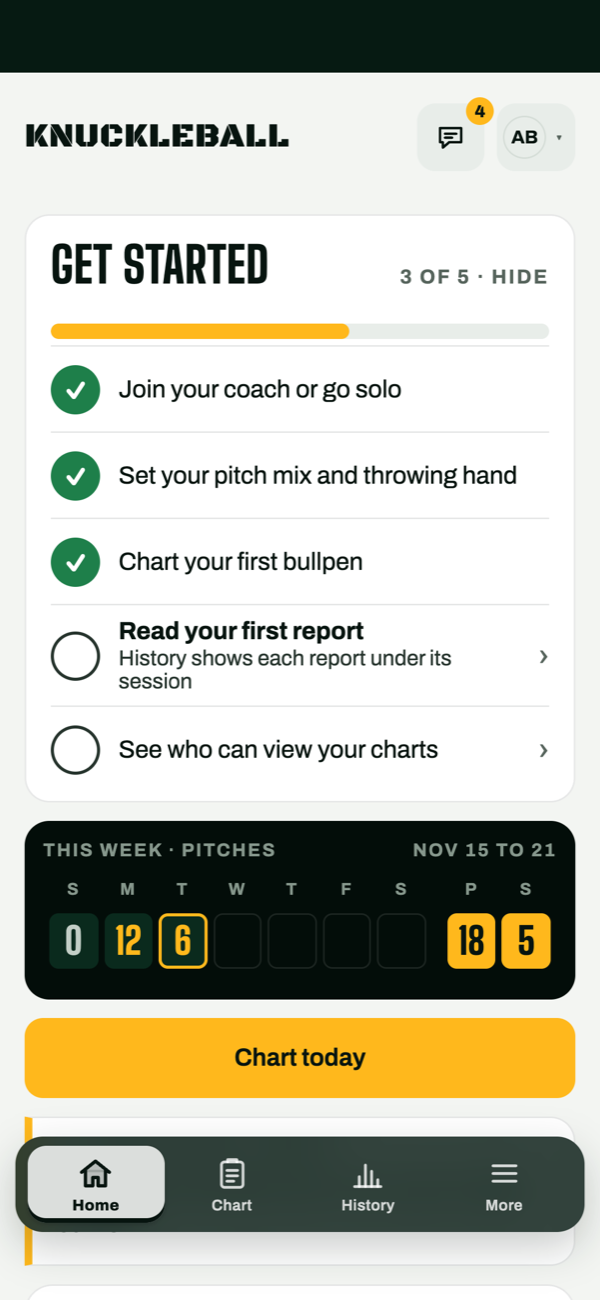 KNUCKLEBALL
4
AB
GET STARTED
3 OF 5 · HIDE
Join your coach or go solo
Set your pitch mix and throwing hand
Chart your first bullpen
Read your first report
History shows each report under its
session
See who can view your charts
THIS WEEK · PITCHES
NOV 15 TO 21
S M T W T F S P S
0 12 6 18 5
Chart today
Home
Chart
History
More